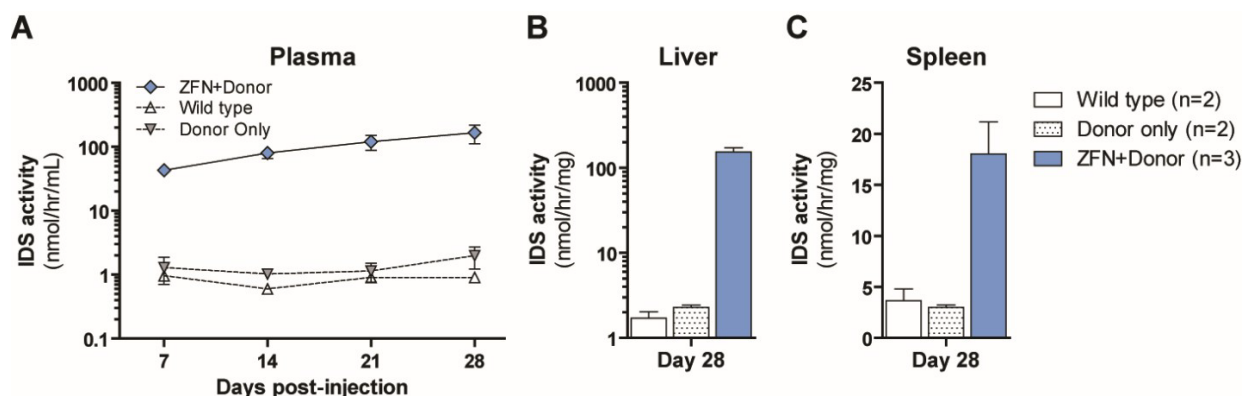 A
Plasma
IDS activity
(nmol/hr/mL)
1000
100
10
1
0.1
ZFN+Donor
Wild type
Donor Only
7
14
21
28
Days post-injection
B
Liver
IDS activity
(nmol/hr/mg)
1000
100
10
1
Day 28
C
Spleen
IDS activity
(nmol/hr/mg)
25
20
15
10
5
0
Day 28
Wild type (n=2)
Donor only (n=2)
ZFN+Donor (n=3)